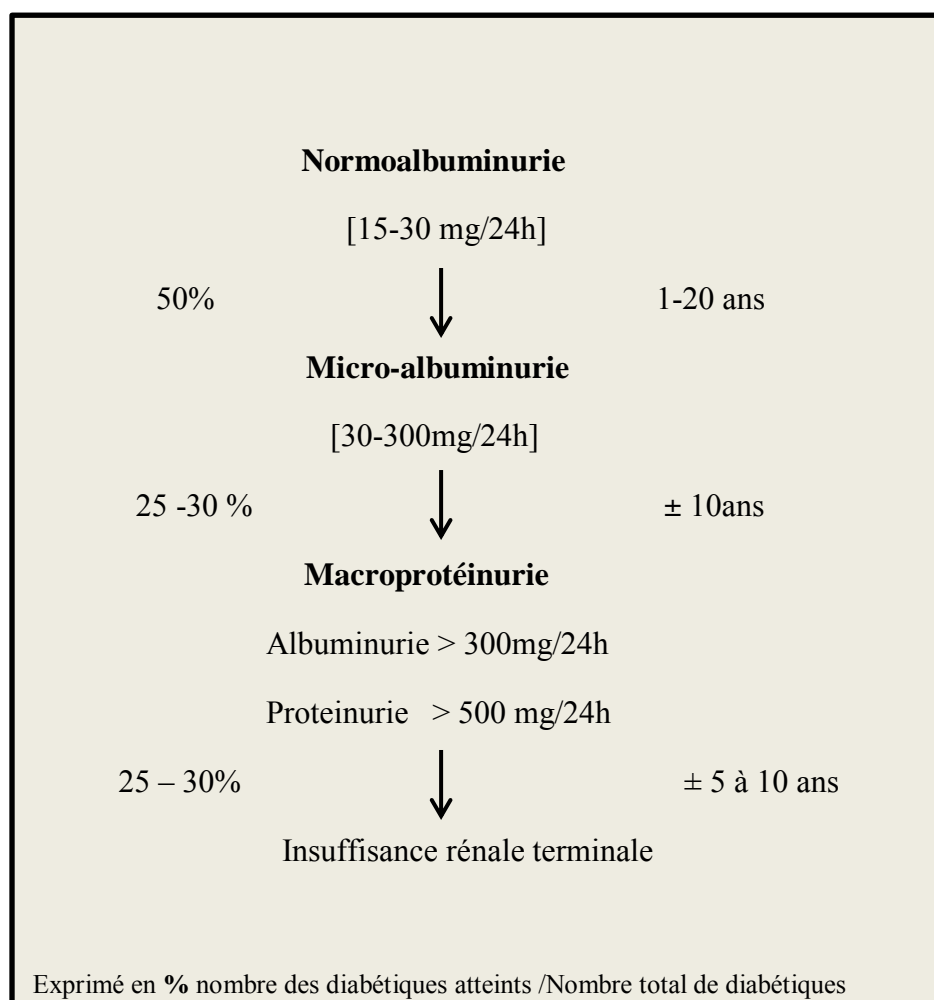 Normoalbuminurie
[15-30 mg/24h]
50% 1-20 ans
Micro-albuminurie
[30-300mg/24h]
25 -30 % ± 10ans
Macroprotéinurie
Albuminurie > 300mg/24h
Proteinurie > 500 mg/24h
25 – 30% ± 5 à 10 ans
Insuffisance rénale terminale
Exprimé en % nombre des diabétiques atteints /Nombre total de diabétiques